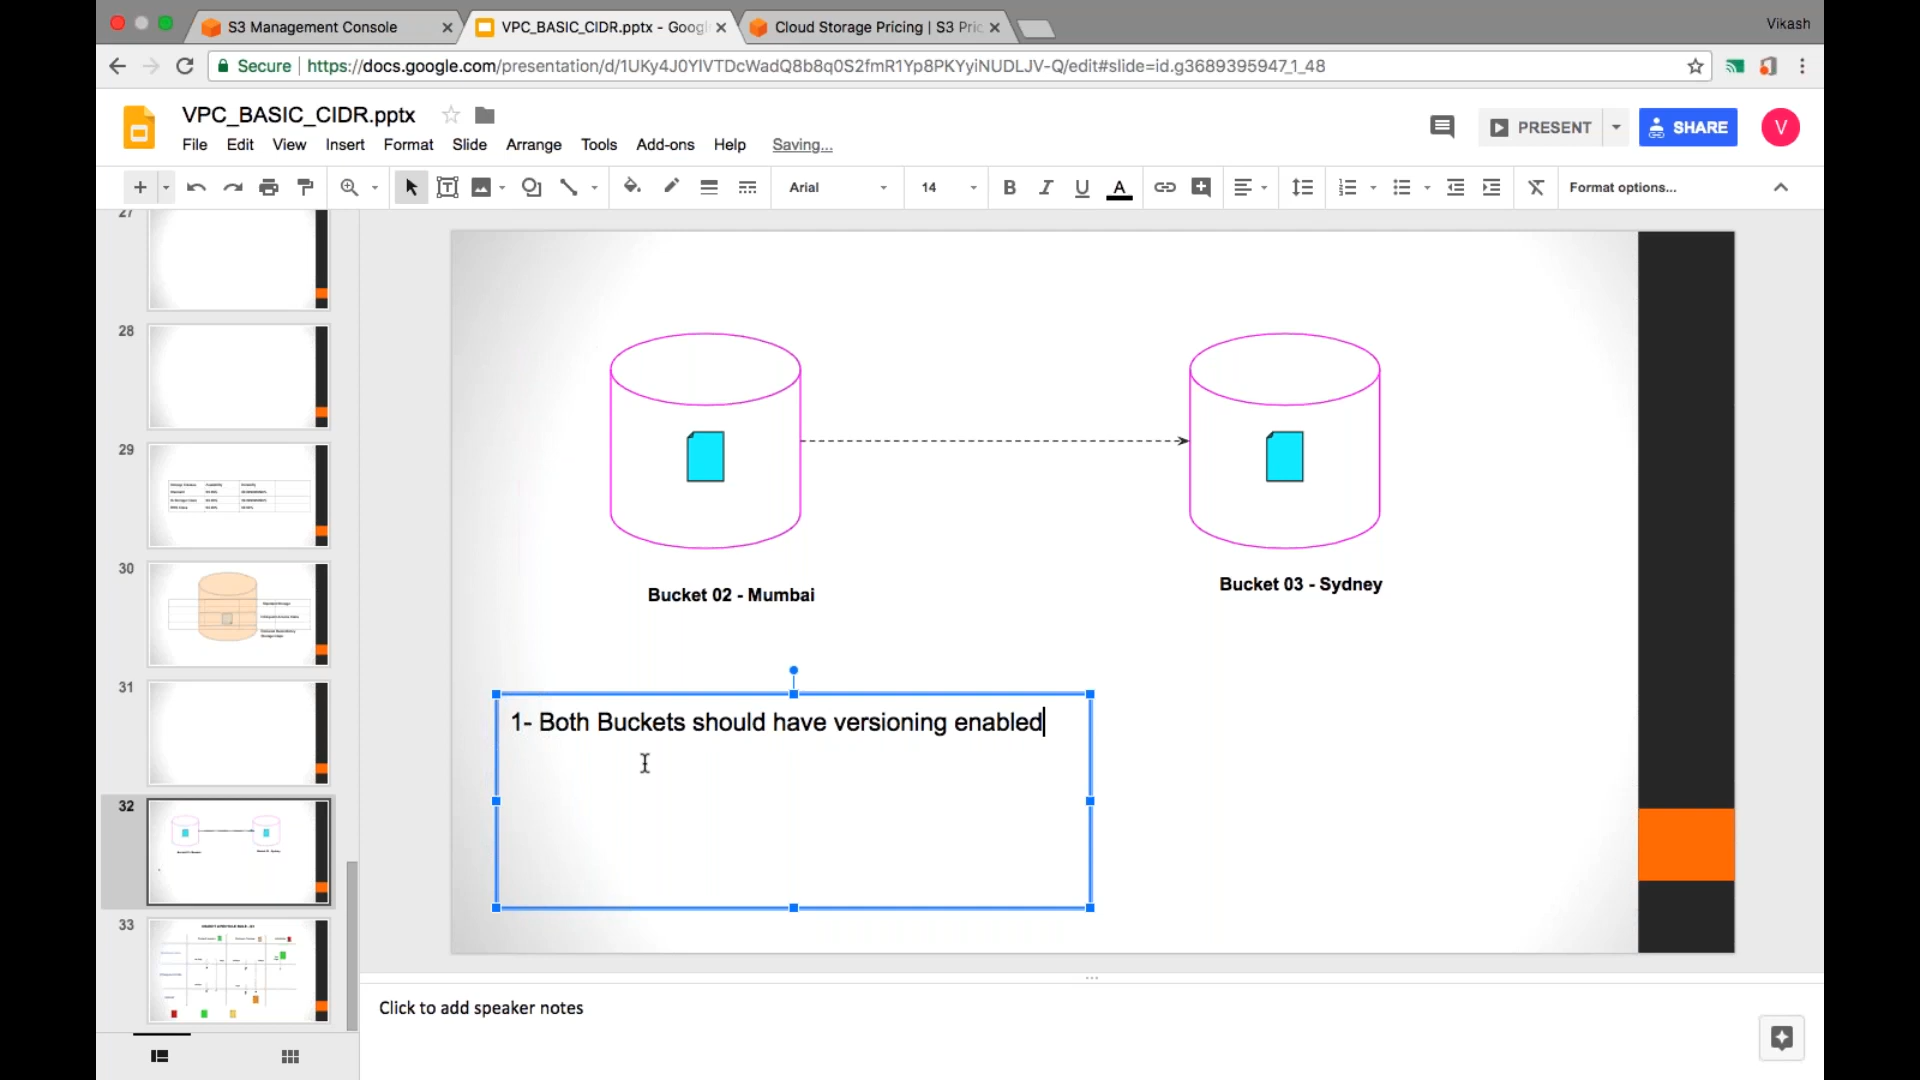 S3 Management Console
VPC_BASIC_CIDR.pptx - Googl
Cloud Storage Pricing | S3 Pric
Vikash
Secure
https://docs.google.com/presentation/d/1UKy4J0YlVTDcWadQ8b8q0S2fmR1Yp8PKYyiNUDLJV-Q/edit#slide=id.g3689395947_1_48
VPC_BASIC_CIDR.pptx
File Edit View Insert Format Slide Arrange Tools Add-ons Help Saving...
PRESENT
SHARE
V
Arial
14
B I U A
Format options...
27
28
29
30
31
32
33
Bucket 02 - Mumbai
Bucket 03 - Sydney
1- Both Buckets should have versioning enabled
Click to add speaker notes